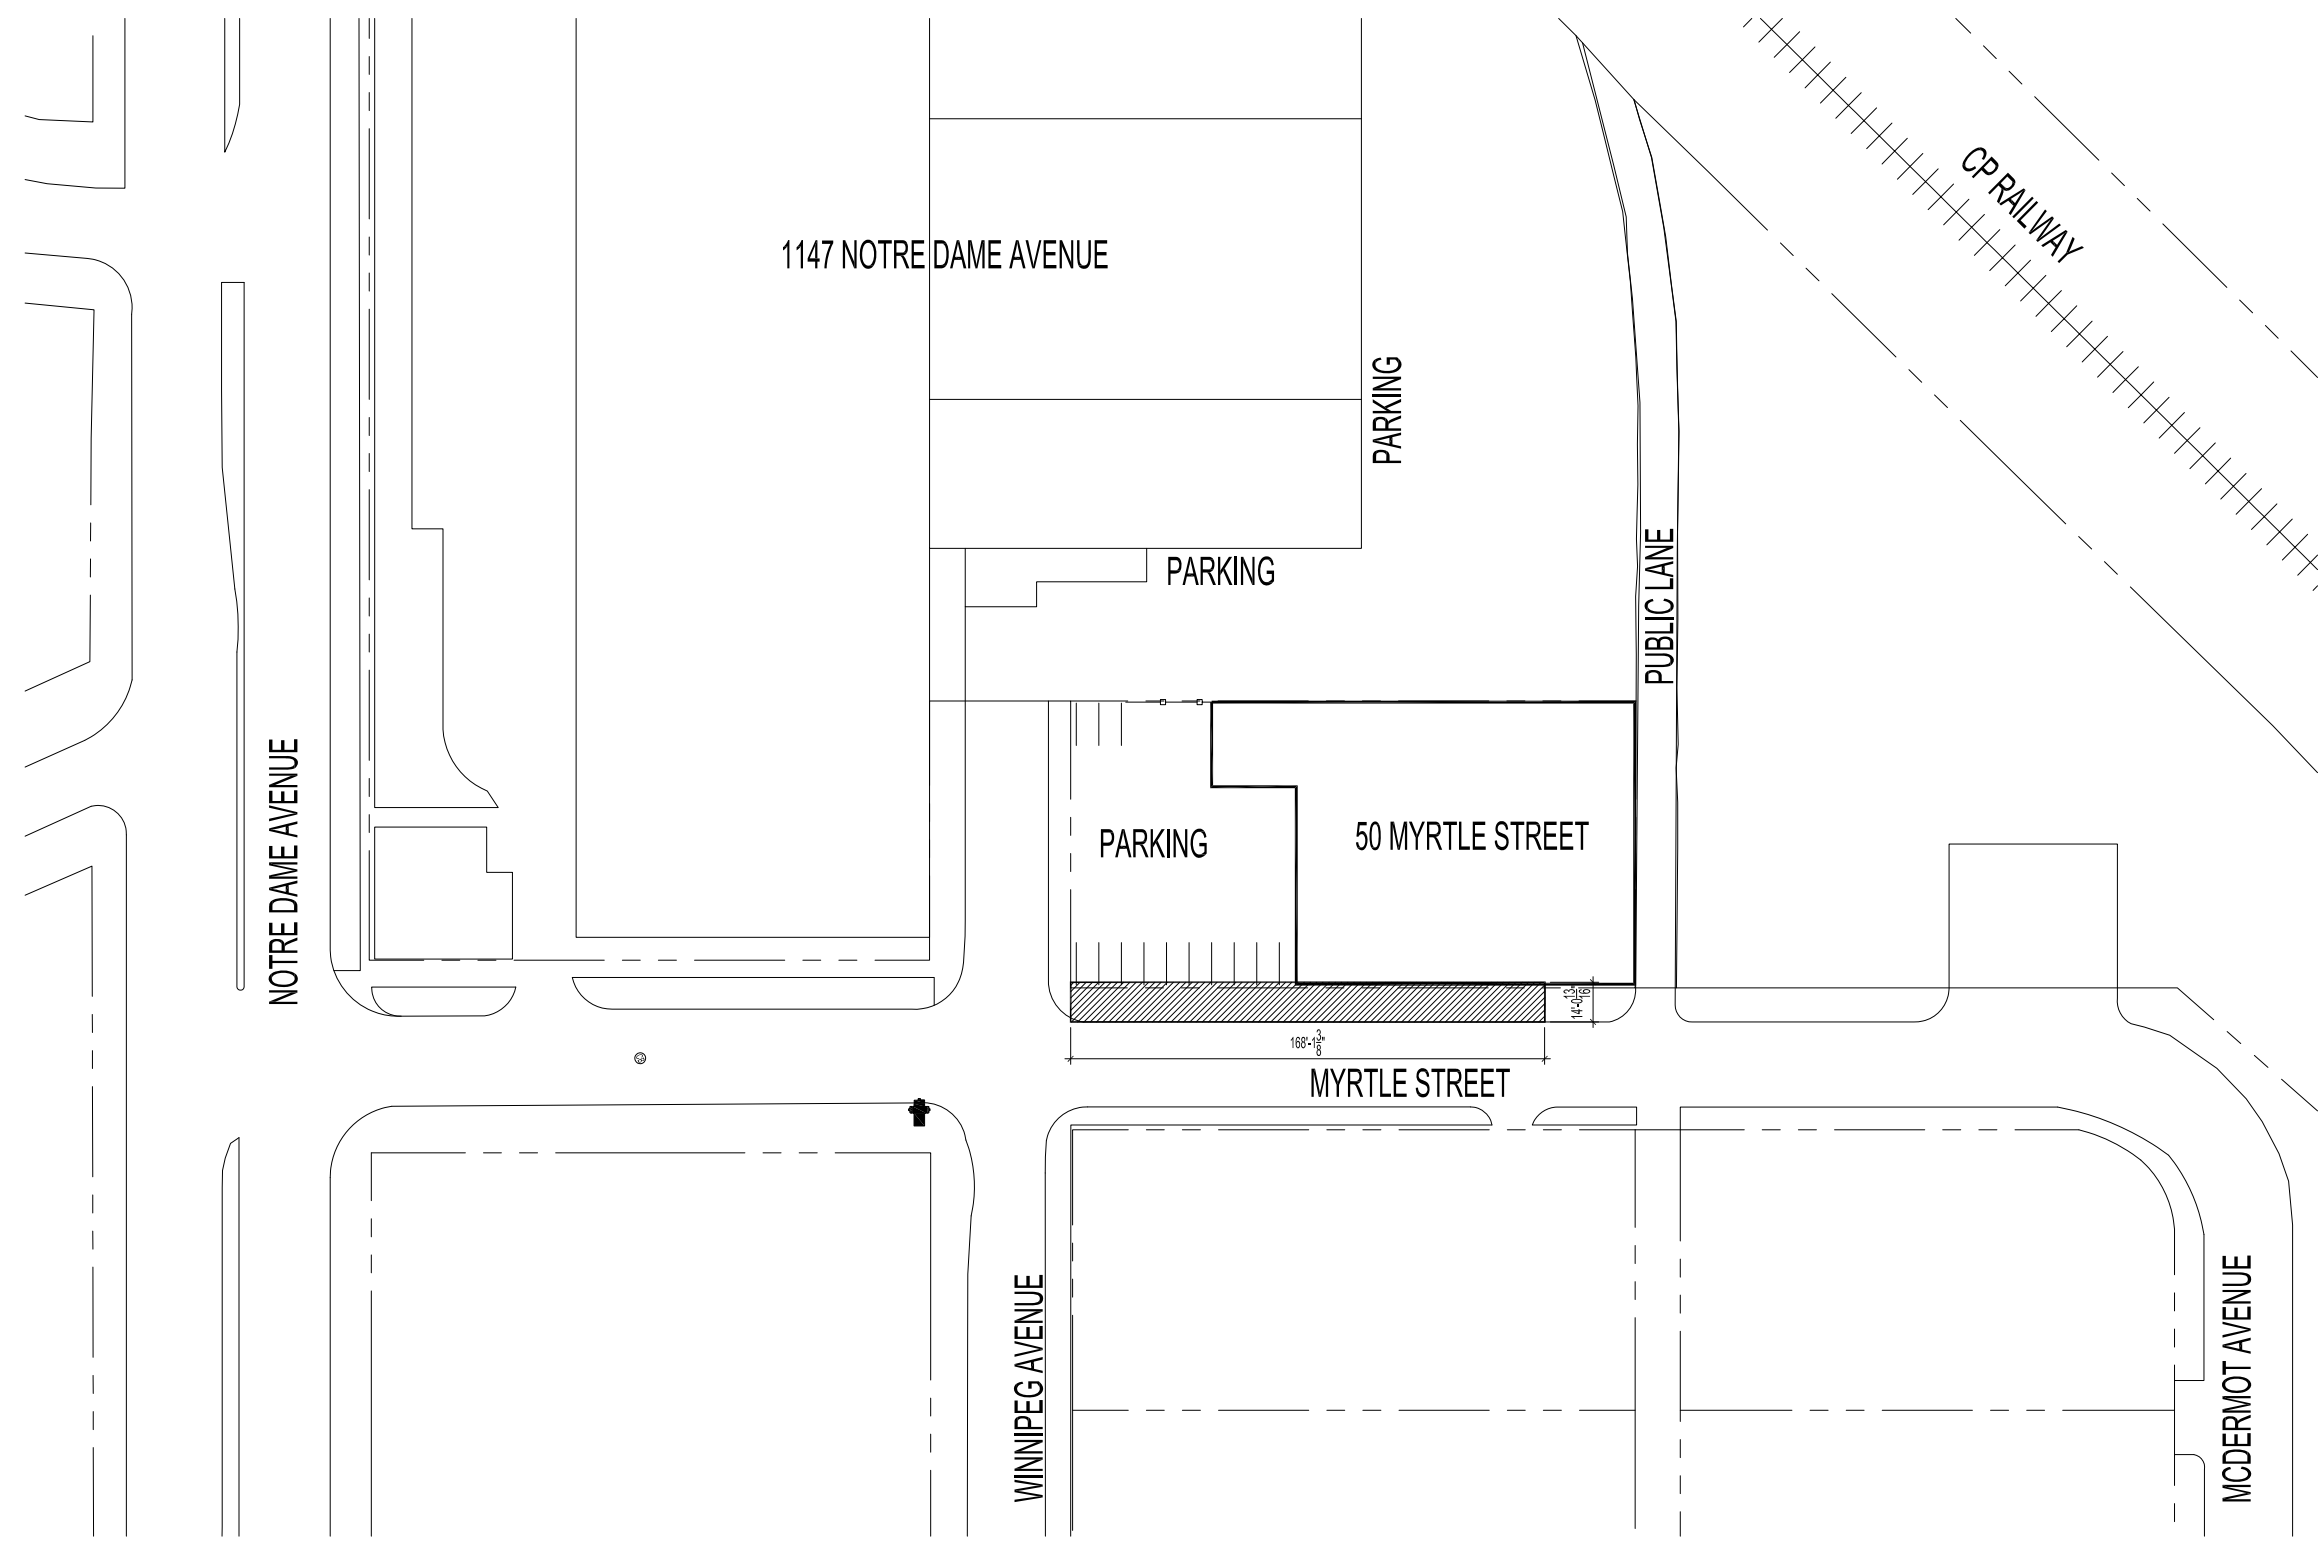 CP RAILWAY
1147 NOTRE DAME AVENUE
PARKING
PARKING
PUBLIC LANE
NOTRE DAME AVENUE
PARKING
50 MYRTLE STREET
14'-0 13/16"
168'-1 3/8"
MYRTLE STREET
WINNIPEG AVENUE
MCDERMOT AVENUE